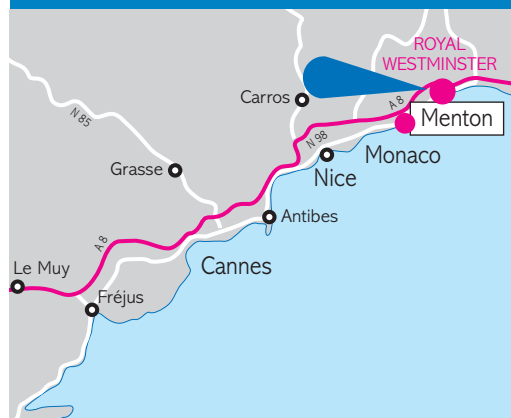 ROYAL
WESTMINSTER
Carros
A 8
Menton
N 85
N 98
Monaco
Nice
Grasse
Antibes
A 8
Cannes
Le Muy
Fréjus